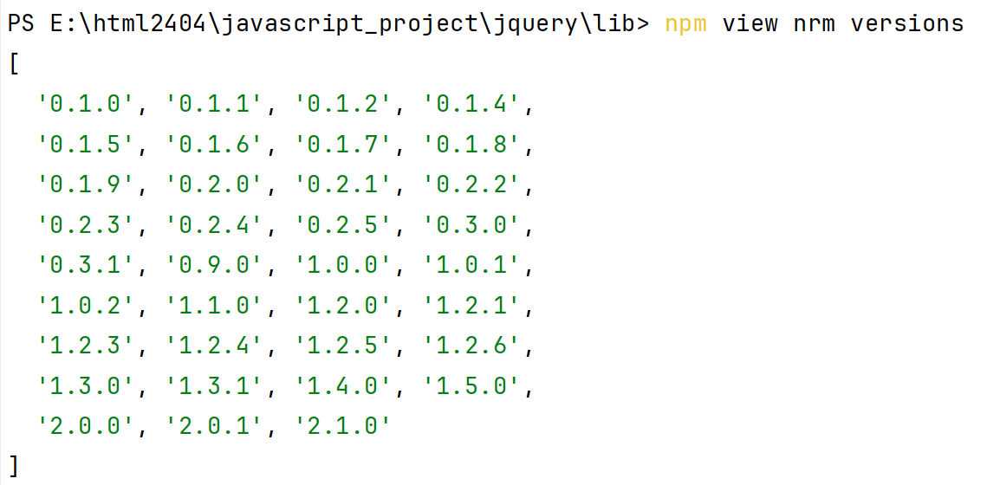 PS E:\html2404\javascript_project\jquery\lib> npm view nrm versions
[
  '0.1.0', '0.1.1', '0.1.2', '0.1.4',
  '0.1.5', '0.1.6', '0.1.7', '0.1.8',
  '0.1.9', '0.2.0', '0.2.1', '0.2.2',
  '0.2.3', '0.2.4', '0.2.5', '0.3.0',
  '0.3.1', '0.9.0', '1.0.0', '1.0.1',
  '1.0.2', '1.1.0', '1.2.0', '1.2.1',
  '1.2.3', '1.2.4', '1.2.5', '1.2.6',
  '1.3.0', '1.3.1', '1.4.0', '1.5.0',
  '2.0.0', '2.0.1', '2.1.0'
]